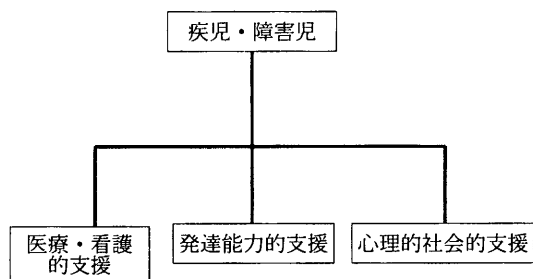 疾児・障害児
医療・看護
的支援
発達能力的支援
心理的社会的支援